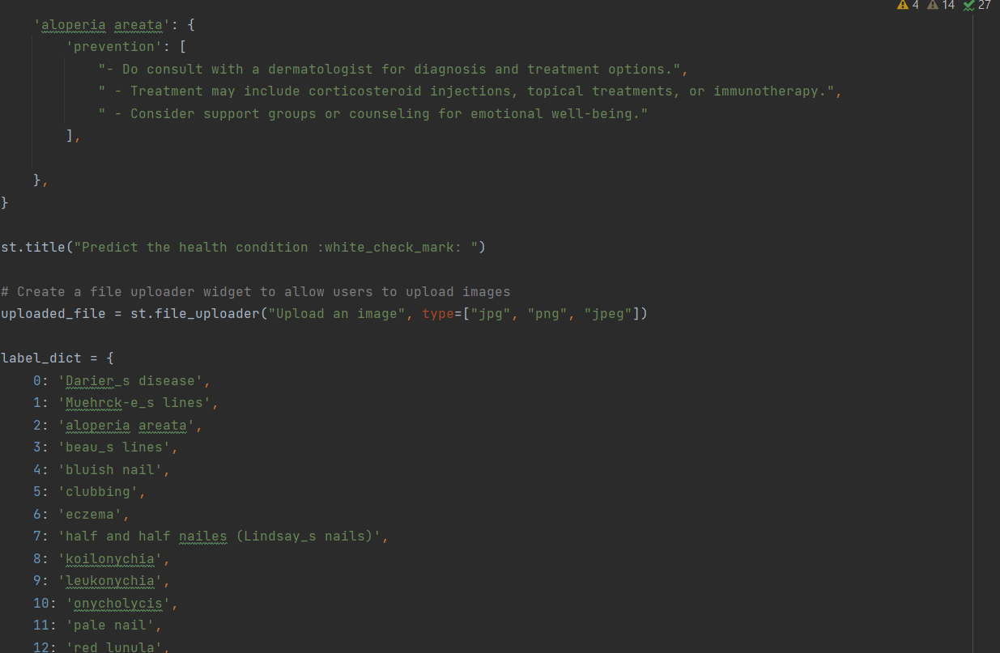 4 14 27
'aloperia areata': {
'prevention': [
"- Do consult with a dermatologist for diagnosis and treatment options.",
" - Treatment may include corticosteroid injections, topical treatments, or immunotherapy.",
" - Consider support groups or counseling for emotional well-being."
],
},
}
st.title("Predict the health condition :white_check_mark: ")
# Create a file uploader widget to allow users to upload images
uploaded_file = st.file_uploader("Upload an image", type=["jpg", "png", "jpeg"])
label_dict = {
0: 'Darier_s disease',
1: 'Muehrck-e_s lines',
2: 'aloperia areata',
3: 'beau_s lines',
4: 'bluish nail',
5: 'clubbing',
6: 'eczema',
7: 'half and half nailes (Lindsay_s nails)',
8: 'koilonychia',
9: 'leukonychia',
10: 'onycholycis',
11: 'pale nail',
12: 'red lunula',